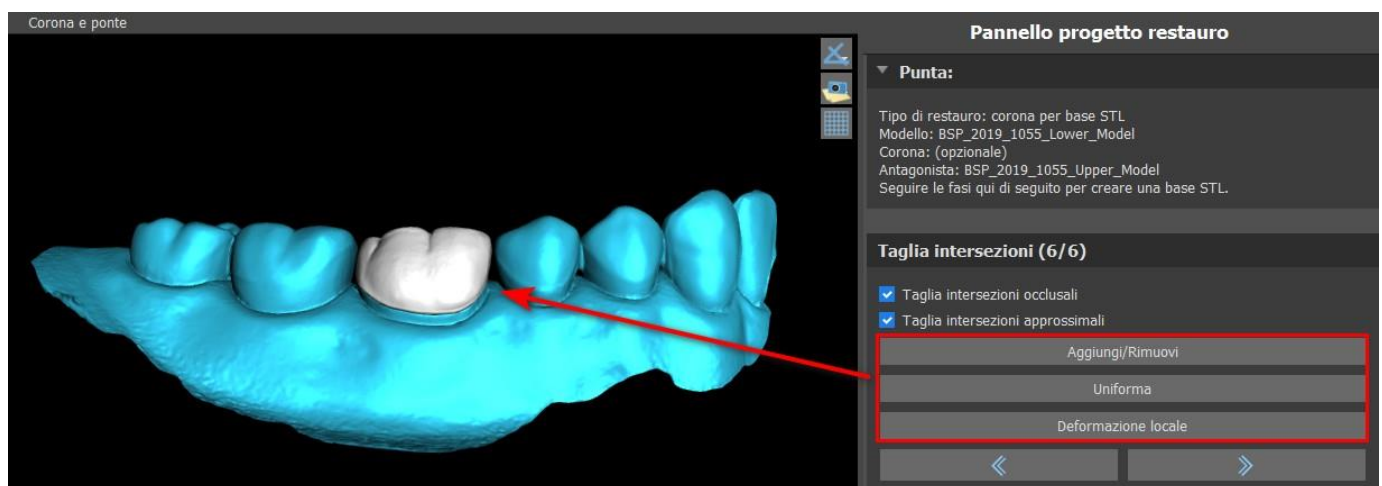 Corona e ponte
Pannello progetto restauro
Punta:
Tipo di restauro: corona per base STL
Modello: BSP_2019_1055_Lower_Model
Corona: (opzionale)
Antagonista: BSP_2019_1055_Upper_Model
Seguire le fasi qui di seguito per creare una base STL.
Taglia intersezioni (6/6)
Taglia intersezioni occlusali
Taglia intersezioni approssimali
Aggiungi/Rimuovi
Uniforma
Deformazione locale